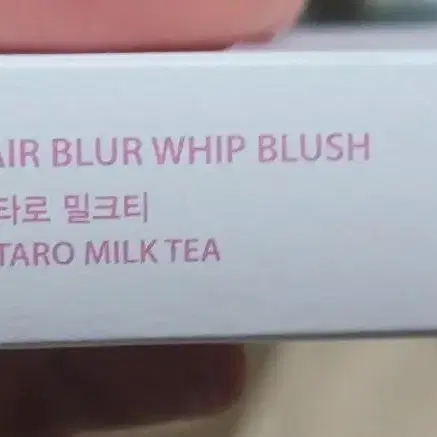 AIR BLUR WHIP BLUSH
타로 밀크티
TARO MILK TEA